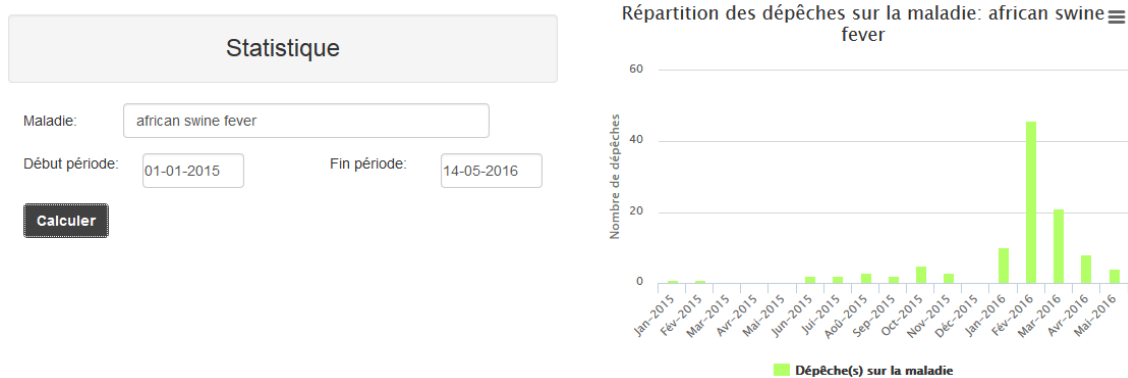 Statistique
Maladie: african swine fever
Début période: 01-01-2015 Fin période: 14-05-2016
Calculer
Répartition des dépêches sur la maladie: african swine
fever
Nombre de dépêches
60
40
20
0
Jan-2015
Fév-2015
Mar-2015
Avr-2015
Mai-2015
Jun-2015
Jui-2015
Aoû-2015
Sep-2015
Oct-2015
Nov-2015
Déc-2015
Jan-2016
Fév-2016
Mar-2016
Avr-2016
Mai-2016
Dépêche(s) sur la maladie